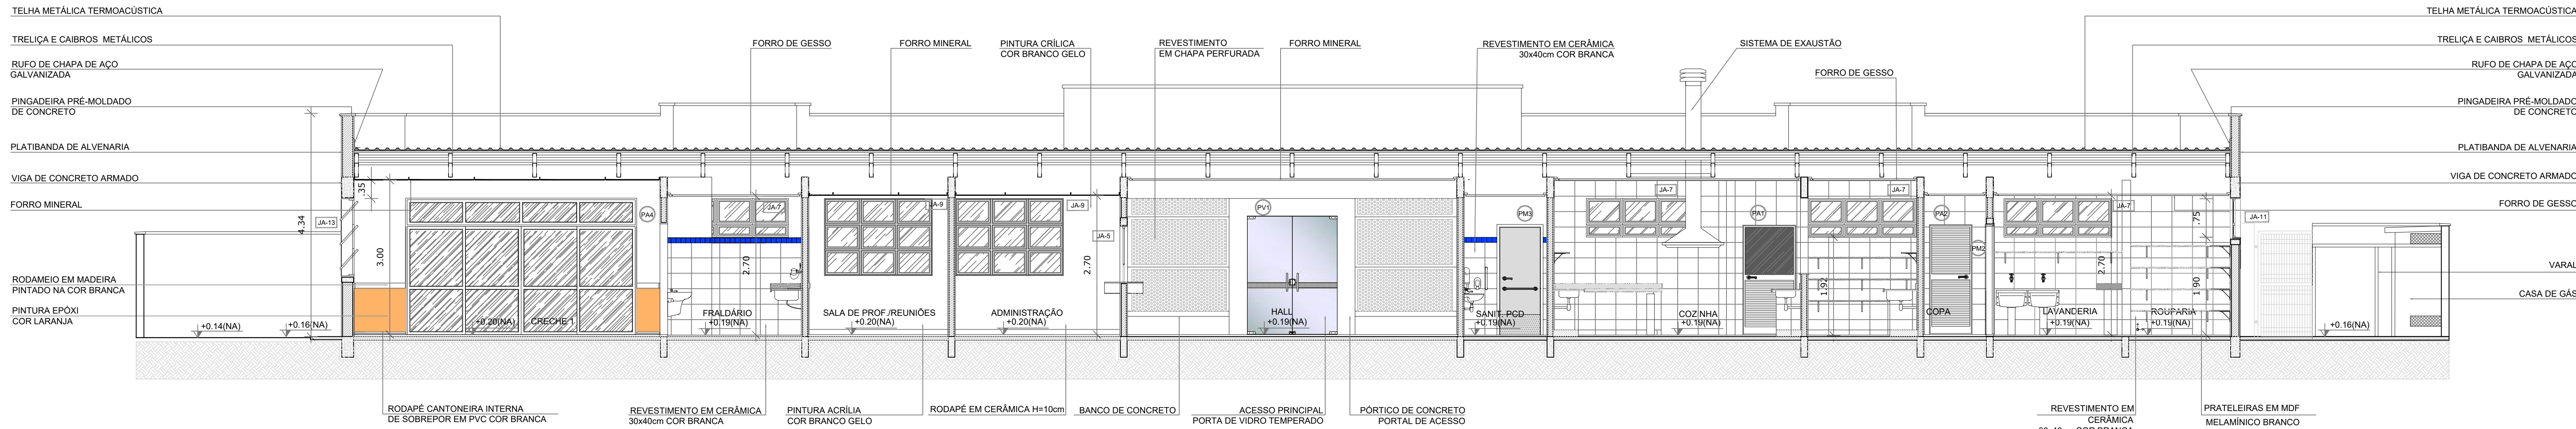 TELHA METÁLICA TERMOACÚSTICA
TRELIÇA E CAIBROS METÁLICOS
RUFO DE CHAPA DE AÇO
GALVANIZADA
PINGADEIRA PRÉ-MOLDADO
DE CONCRETO
PLATIBANDA DE ALVENARIA
VIGA DE CONCRETO ARMADO
FORRO MINERAL
RODAMEIO EM MADEIRA
PINTADO NA COR BRANCA
PINTURA EPÓXI
COR LARANJA
FORRO DE GESSO
FORRO MINERAL
PINTURA CRÍLICA
COR BRANCO GELO
REVESTIMENTO
EM CHAPA PERFURADA
FORRO MINERAL
REVESTIMENTO EM CERÂMICA
30x40cm COR BRANCA
SISTEMA DE EXAUSTÃO
FORRO DE GESSO
TELHA METÁLICA TERMOACÚSTICA
TRELIÇA E CAIBROS METÁLICOS
RUFO DE CHAPA DE AÇO
GALVANIZADA
PINGADEIRA PRÉ-MOLDADO
DE CONCRETO
PLATIBANDA DE ALVENARIA
VIGA DE CONCRETO ARMADO
FORRO DE GESSO
VARAL
CASA DE GÁS
4.34
JA-13
.35
3.00
PA4
JA-7
2.70
JA-9
JA-9
JA-5
2.70
PV1
PM3
JA-7
PA1
JA-7
1.92
PA2
PM2
JA-7
2.70
.75
1.90
JA-11
+0.14(NA)
+0.16(NA)
+0.20(NA)
CRECHE 1
FRALDÁRIO
+0.19(NA)
SALA DE PROF./REUNIÕES
+0.20(NA)
ADMINISTRAÇÃO
+0.20(NA)
HALL
+0.19(NA)
SANIT. PCD
+0.19(NA)
COZINHA
+0.19(NA)
COPA
LAVANDERIA
+0.19(NA)
ROUPARIA
+0.19(NA)
+0.16(NA)
RODAPÉ CANTONEIRA INTERNA
DE SOBREPOR EM PVC COR BRANCA
REVESTIMENTO EM CERÂMICA
30x40cm COR BRANCA
PINTURA ACRÍLIA
COR BRANCO GELO
RODAPÉ EM CERÂMICA H=10cm
BANCO DE CONCRETO
ACESSO PRINCIPAL
PORTA DE VIDRO TEMPERADO
PÓRTICO DE CONCRETO
PORTAL DE ACESSO
REVESTIMENTO EM
CERÂMICA
COR BRANCA
PRATELEIRAS EM MDF
MELAMÍNICO BRANCO